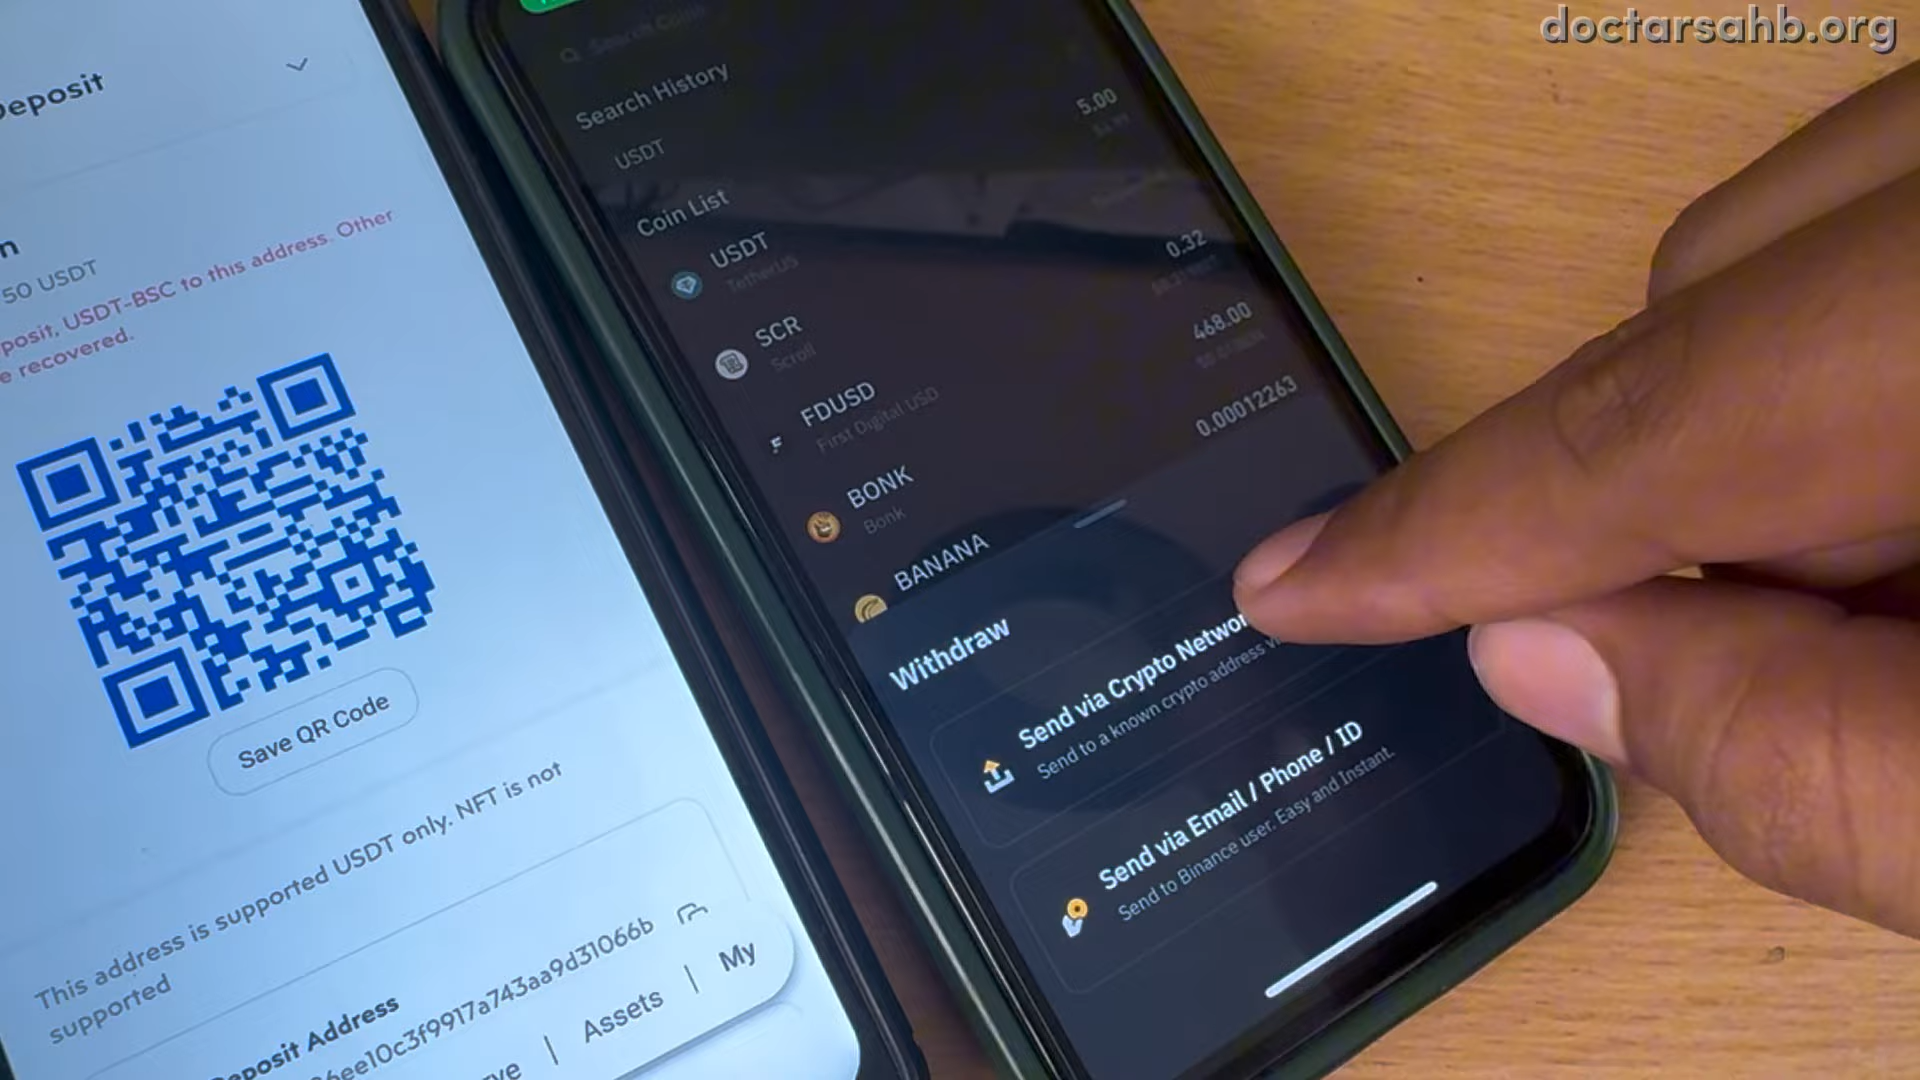 doctarsahb.org
Deposit
50 USDT
posit, USDT-BSC to this address. Other
e recovered.
Save QR Code
This address is supported USDT only. NFT is not
supported
Deposit Address
6ee10c3f9917a743aa9d31066b
Assets
My
Search History
USDT
5.00
Coin List
USDT
TetherUS
SCR
0.32
Scroll
FDUSD
468.00
First Digital USD
BONK
0.00012263
Bonk
BANANA
Withdraw
Send via Crypto Networ
Send to a known crypto address
Send via Email / Phone / ID
Send to Binance user. Easy and Instant.